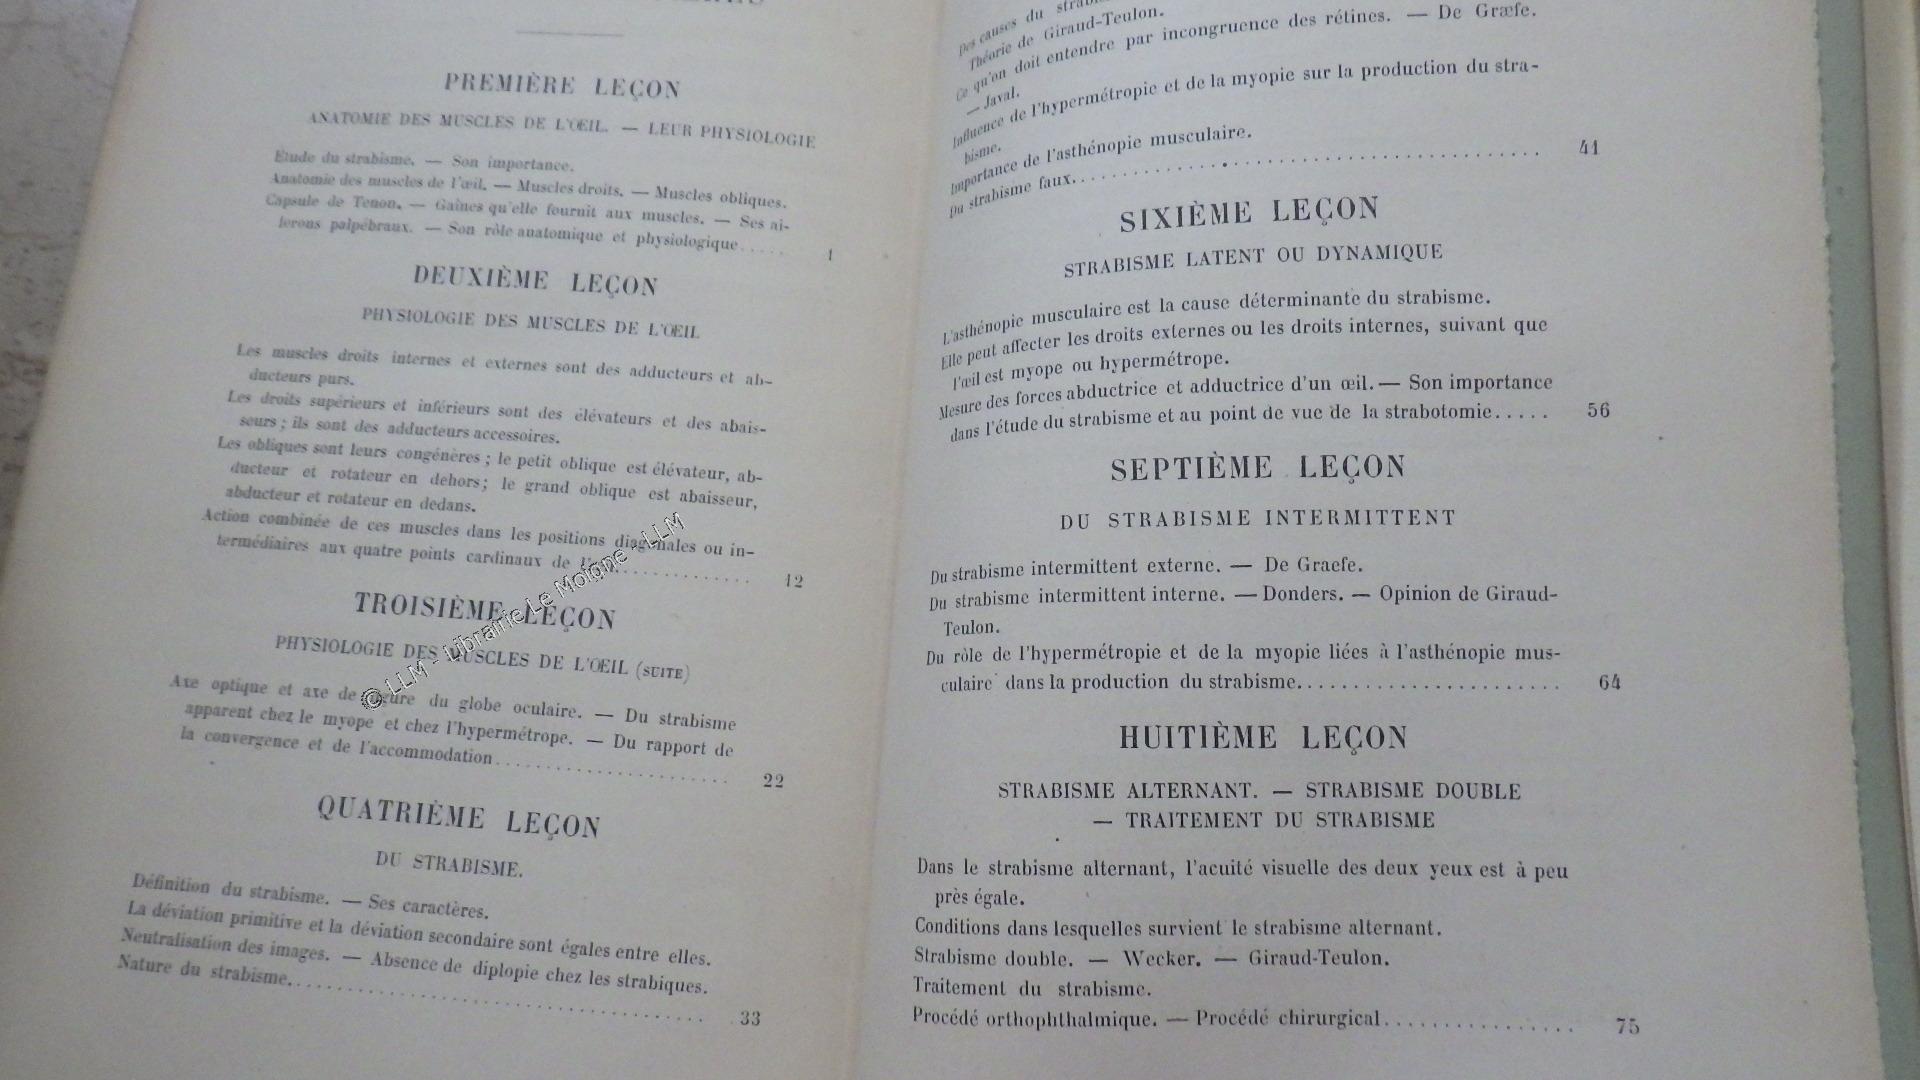 PREMIÈRE LEÇON
ANATOMIE DES MUSCLES DE L'ŒIL. — LEUR PHYSIOLOGIE
Étude du strabisme. — Son importance.
Anatomie des muscles de l'œil. — Muscles droits. — Muscles obliques.
Capsule de Tenon. — Gaines qu'elle fournit aux muscles. — Ses ai-
lerons palpébraux. — Son rôle anatomique et physiologique..... 1
DEUXIÈME LEÇON
PHYSIOLOGIE DES MUSCLES DE L'ŒIL
Les muscles droits internes et externes sont des adducteurs et ab-
ducteurs purs.
Les droits supérieurs et inférieurs sont des élévateurs et des abais-
seurs ; ils sont des adducteurs accessoires.
Les obliques sont leurs congénères ; le petit oblique est élévateur, ab-
ducteur et rotateur en dehors ; le grand oblique est abaisseur,
abducteur et rotateur en dedans.
Action combinée de ces muscles dans les positions diagonales ou in-
termédiaires aux quatre points cardinaux de l'œil.............. 12
TROISIÈME LEÇON
PHYSIOLOGIE DES MUSCLES DE L'ŒIL (SUITE)
Axe optique et axe de figure du globe oculaire. — Du strabisme
apparent chez le myope et chez l'hypermétrope. — Du rapport de
la convergence et de l'accommodation........................ 22
QUATRIÈME LEÇON
DU STRABISME.
Définition du strabisme. — Ses caractères.
La déviation primitive et la déviation secondaire sont égales entre elles.
Neutralisation des images. — Absence de diplopie chez les strabiques.
Nature du strabisme........................................ 33
© LLM - Librairie Le Moigne - LLM
Des causes du
Théorie de Giraud-Teulon.
Ce qu'on doit entendre par incongruence des rétines. — De Græfe.
— Javal.
Influence de l'hypermétropie et de la myopie sur la production du stra-
bisme.
Importance de l'asthénopie musculaire.
Du strabisme faux........................................ 41
SIXIÈME LEÇON
STRABISME LATENT OU DYNAMIQUE
L'asthénopie musculaire est la cause déterminante du strabisme.
Elle peut affecter les droits externes ou les droits internes, suivant que
l'œil est myope ou hypermétrope.
Mesure des forces abductrice et adductrice d'un œil. — Son importance
dans l'étude du strabisme et au point de vue de la strabotomie..... 56
SEPTIÈME LEÇON
DU STRABISME INTERMITTENT
Du strabisme intermittent externe. — De Graefe.
Du strabisme intermittent interne. — Donders. — Opinion de Giraud-
Teulon.
Du rôle de l'hypermétropie et de la myopie liées à l'asthénopie mus-
culaire dans la production du strabisme........................ 64
HUITIÈME LEÇON
STRABISME ALTERNANT. — STRABISME DOUBLE
— TRAITEMENT DU STRABISME
Dans le strabisme alternant, l'acuité visuelle des deux yeux est à peu
près égale.
Conditions dans lesquelles survient le strabisme alternant.
Strabisme double. — Wecker. — Giraud-Teulon.
Traitement du strabisme.
Procédé orthophthalmique. — Procédé chirurgical................ 75